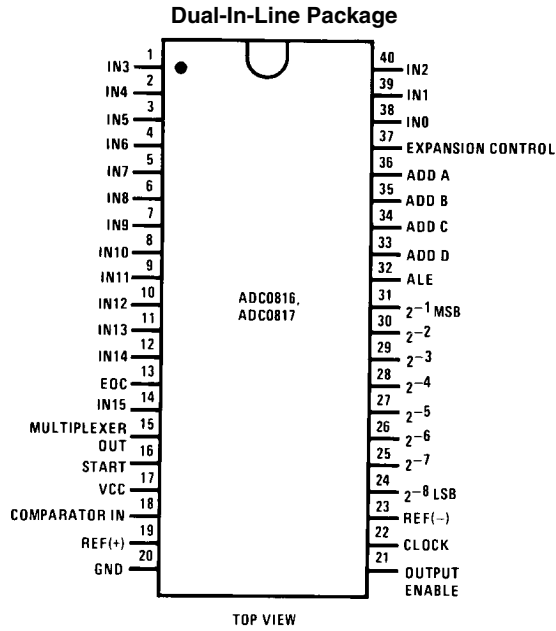 Dual-In-Line Package
1
IN3
2
IN4
3
IN5
4
IN6
5
IN7
6
IN8
7
IN9
8
IN10
9
IN11
10
IN12
11
IN13
12
IN14
13
EOC
14
IN15
15
MULTIPLEXER
OUT
16
START
17
VCC
18
COMPARATOR IN
19
REF(+)
20
GND
ADC0816,
ADC0817
40
IN2
39
IN1
38
IN0
37
EXPANSION CONTROL
36
ADD A
35
ADD B
34
ADD C
33
ADD D
32
ALE
31
2⁻¹ MSB
30
2⁻²
29
2⁻³
28
2⁻⁴
27
2⁻⁵
26
2⁻⁶
25
2⁻⁷
24
2⁻⁸ LSB
23
REF(−)
22
CLOCK
21
OUTPUT
ENABLE
TOP VIEW